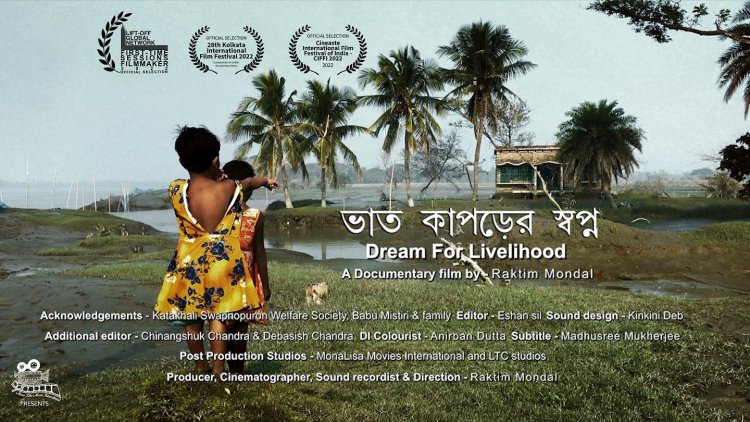 LIFT-OFF
GLOBAL
NETWORK
FIRST-TIME
FILMMAKER
SESSIONS
OFFICIAL SELECTION
OFFICIAL SELECTION
28th Kolkata
International
Film Festival 2022
OFFICIAL SELECTION
Cineaste
International Film
Festival of India -
CIFFI 2022
2022
ভাত কাপড়ের স্বপ্ন
Dream For Livelihood
A Documentary film by - Raktim Mondal
Acknowledgements - Katakhali Swapnopuron Welfare Society, Babu Mistiri & family Editor - Eshan sil Sound design - Kinkini Deb
Additional editor - Chinangshuk Chandra & Debasish Chandra DI Colourist - Anirban Dutta Subtitle - Madhusree Mukherjee
Post Production Studios - MonaLisa Movies International and LTC studios
Producer, Cinematographer, Sound recordist & Direction - Raktim Mondal
PRESENTS